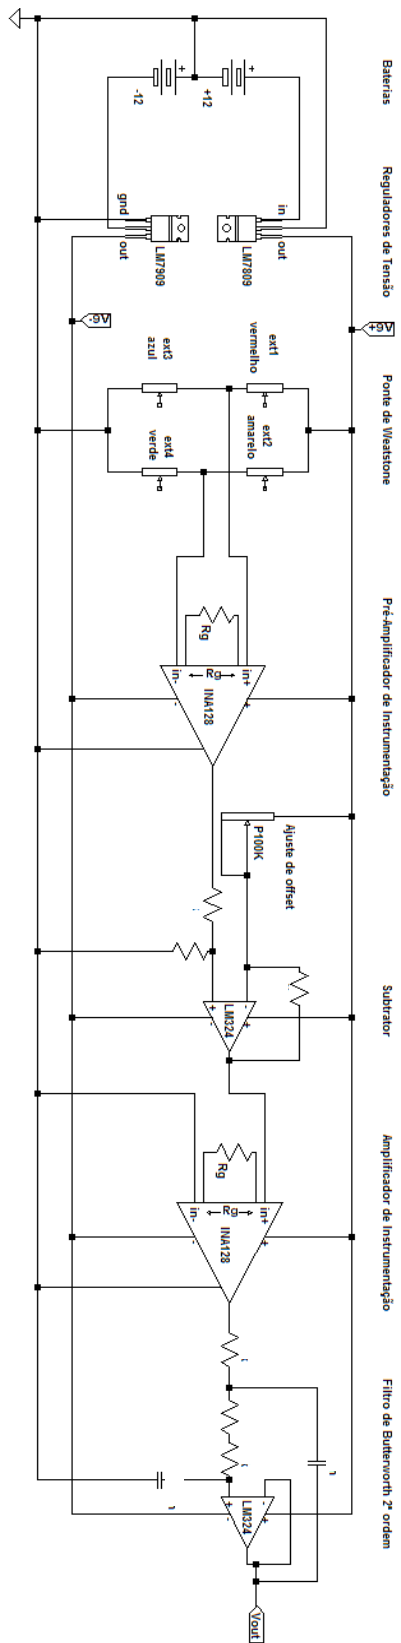 Baterias
Reguladores de Tensão
Ponte de Weatstone
Pré-Amplificador de Instrumentação
Subtrator
Amplificador de Instrumentação
Filtro de Butterworth 2ª ordem
+
+12
+
-12
in
out
LM7809
gnd
out
LM7909
+9V
-9V
ext1
vermelho
ext2
amarelo
ext3
azul
ext4
verde
Rg
in+
Rg
in-
+
-
INA128
Ajuste de offset
P100K
-
+
+
-
LM324
Rg
in+
Rg
in-
+
-
INA128
-
+
+
-
LM324
Vout